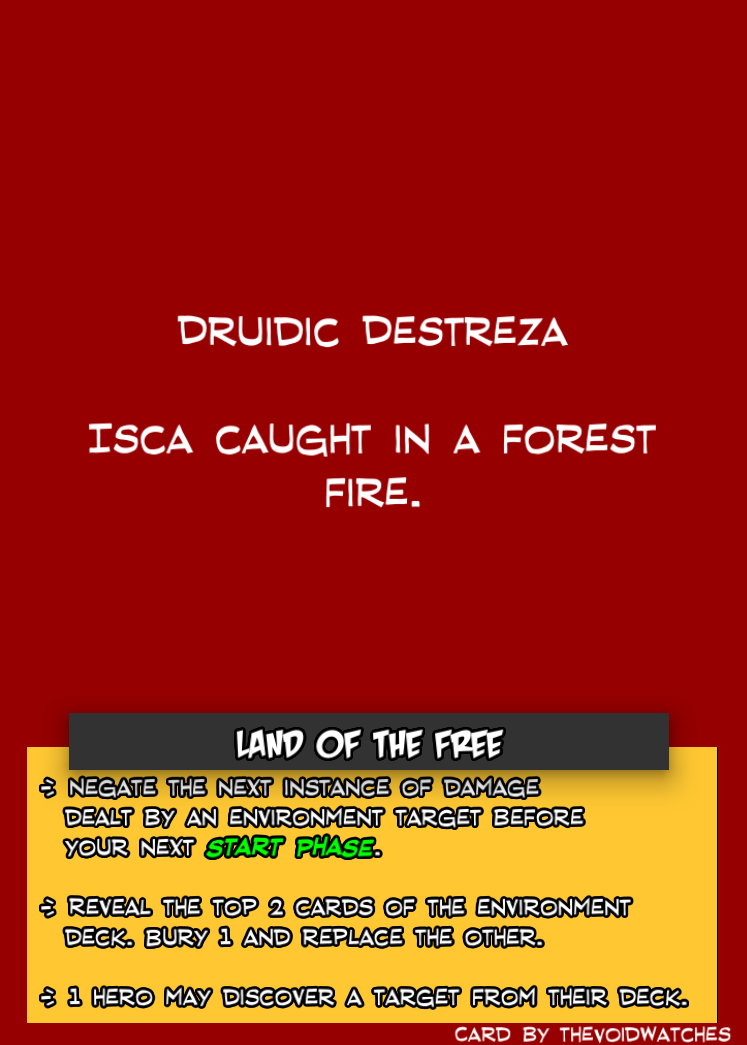 DRUIDIC DESTREZA
ISCA CAUGHT IN A FOREST
FIRE.
LAND OF THE FREE
÷ NEGATE THE NEXT INSTANCE OF DAMAGE
DEALT BY AN ENVIRONMENT TARGET BEFORE
YOUR NEXT START PHASE.
÷ REVEAL THE TOP 2 CARDS OF THE ENVIRONMENT
DECK. BURY 1 AND REPLACE THE OTHER.
÷ 1 HERO MAY DISCOVER A TARGET FROM THEIR DECK.
CARD BY THEVOIDWATCHES